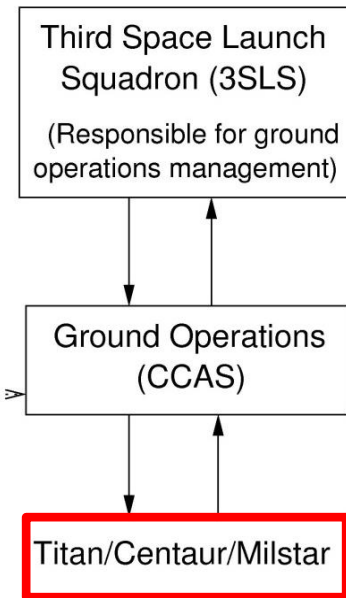 Third Space Launch
Squadron (3SLS)
(Responsible for ground
operations management)
Ground Operations
(CCAS)
Titan/Centaur/Milstar